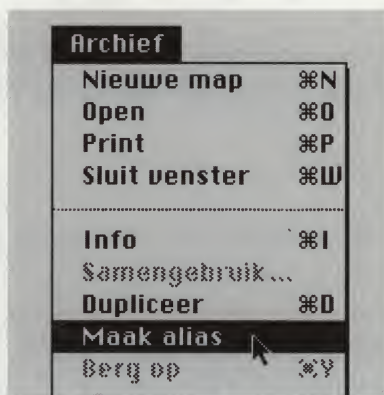 Archief
Nieuwe map ⌘N
Open ⌘O
Print ⌘P
Sluit venster ⌘W
Info ⌘I
Samengebruik...
Dupliceer ⌘D
Maak alias
Berg op ⌘Y